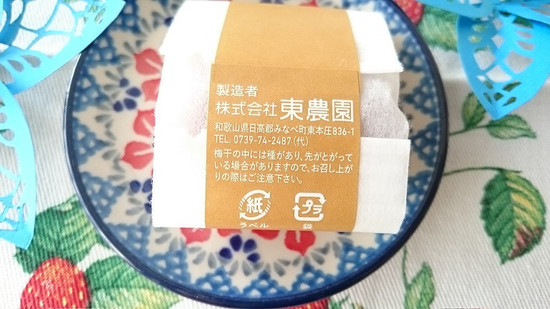 製造者
株式会社 東農園
和歌山県日高郡みなべ町東本庄836-1
TEL 0739-74-2487(代)
梅干の中には種があり、先がとがって
いる場合がありますので、お召し上が
りの際はご注意下さい。
紙 プラ
ラベル 袋